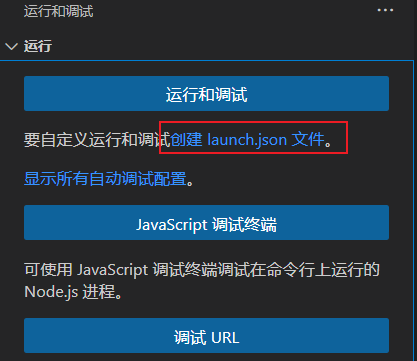 运行和调试 ···
运行
运行和调试
要自定义运行和调试创建 launch.json 文件。
显示所有自动调试配置。
JavaScript 调试终端
可使用 JavaScript 调试终端调试在命令行上运行的
Node.js 进程。
调试 URL